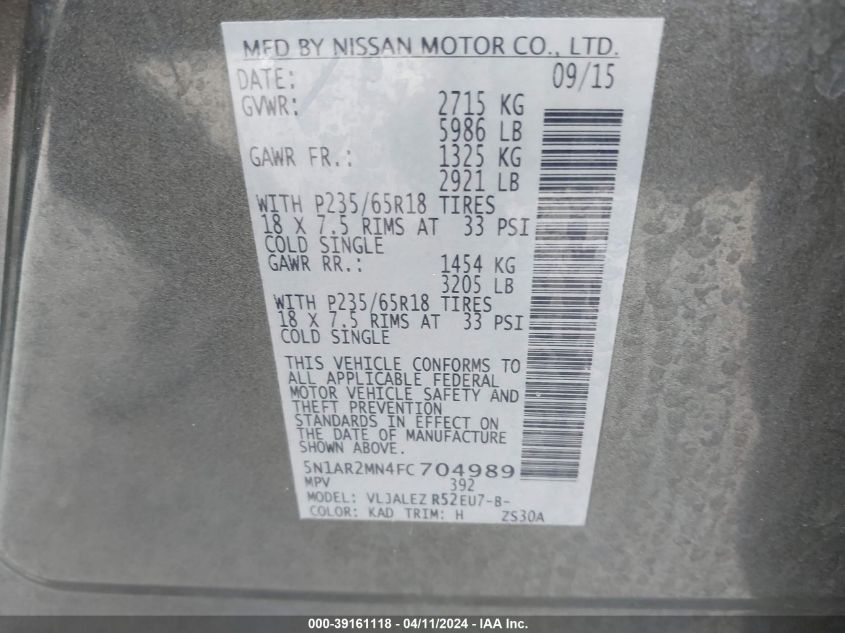 MFD BY NISSAN MOTOR CO., LTD.
DATE: 09/15
GVWR: 2715 KG
5986 LB
GAWR FR.: 1325 KG
2921 LB
WITH P235/65R18 TIRES
18 X 7.5 RIMS AT 33 PSI
COLD SINGLE
GAWR RR.: 1454 KG
3205 LB
WITH P235/65R18 TIRES
18 X 7.5 RIMS AT 33 PSI
COLD SINGLE
THIS VEHICLE CONFORMS TO
ALL APPLICABLE FEDERAL
MOTOR VEHICLE SAFETY AND
THEFT PREVENTION
STANDARDS IN EFFECT ON
THE DATE OF MANUFACTURE
SHOWN ABOVE.
5N1AR2MN4FC704989
MPV 392
MODEL: VLJALEZ R52EU7-B-
COLOR: KAD TRIM: H ZS30A
000-39161118 - 04/11/2024 - IAA Inc.